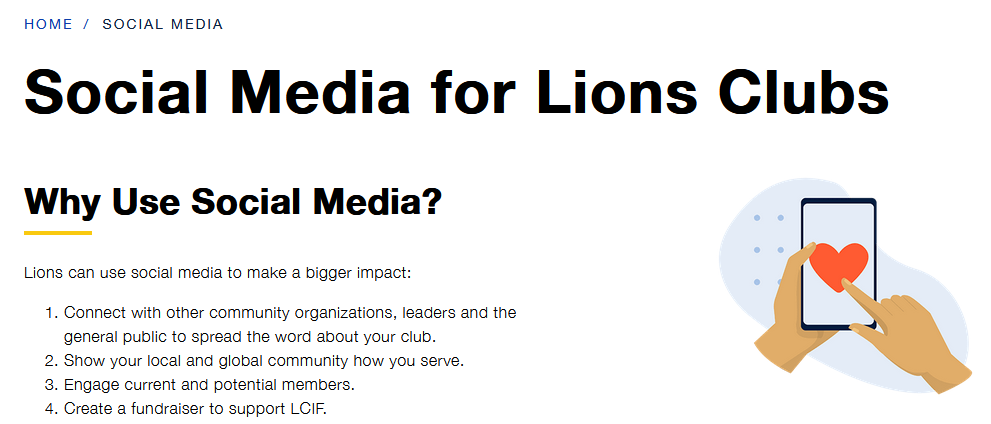 HOME / SOCIAL MEDIA
Social Media for Lions Clubs
Why Use Social Media?
Lions can use social media to make a bigger impact:
1. Connect with other community organizations, leaders and the
general public to spread the word about your club.
2. Show your local and global community how you serve.
3. Engage current and potential members.
4. Create a fundraiser to support LCIF.